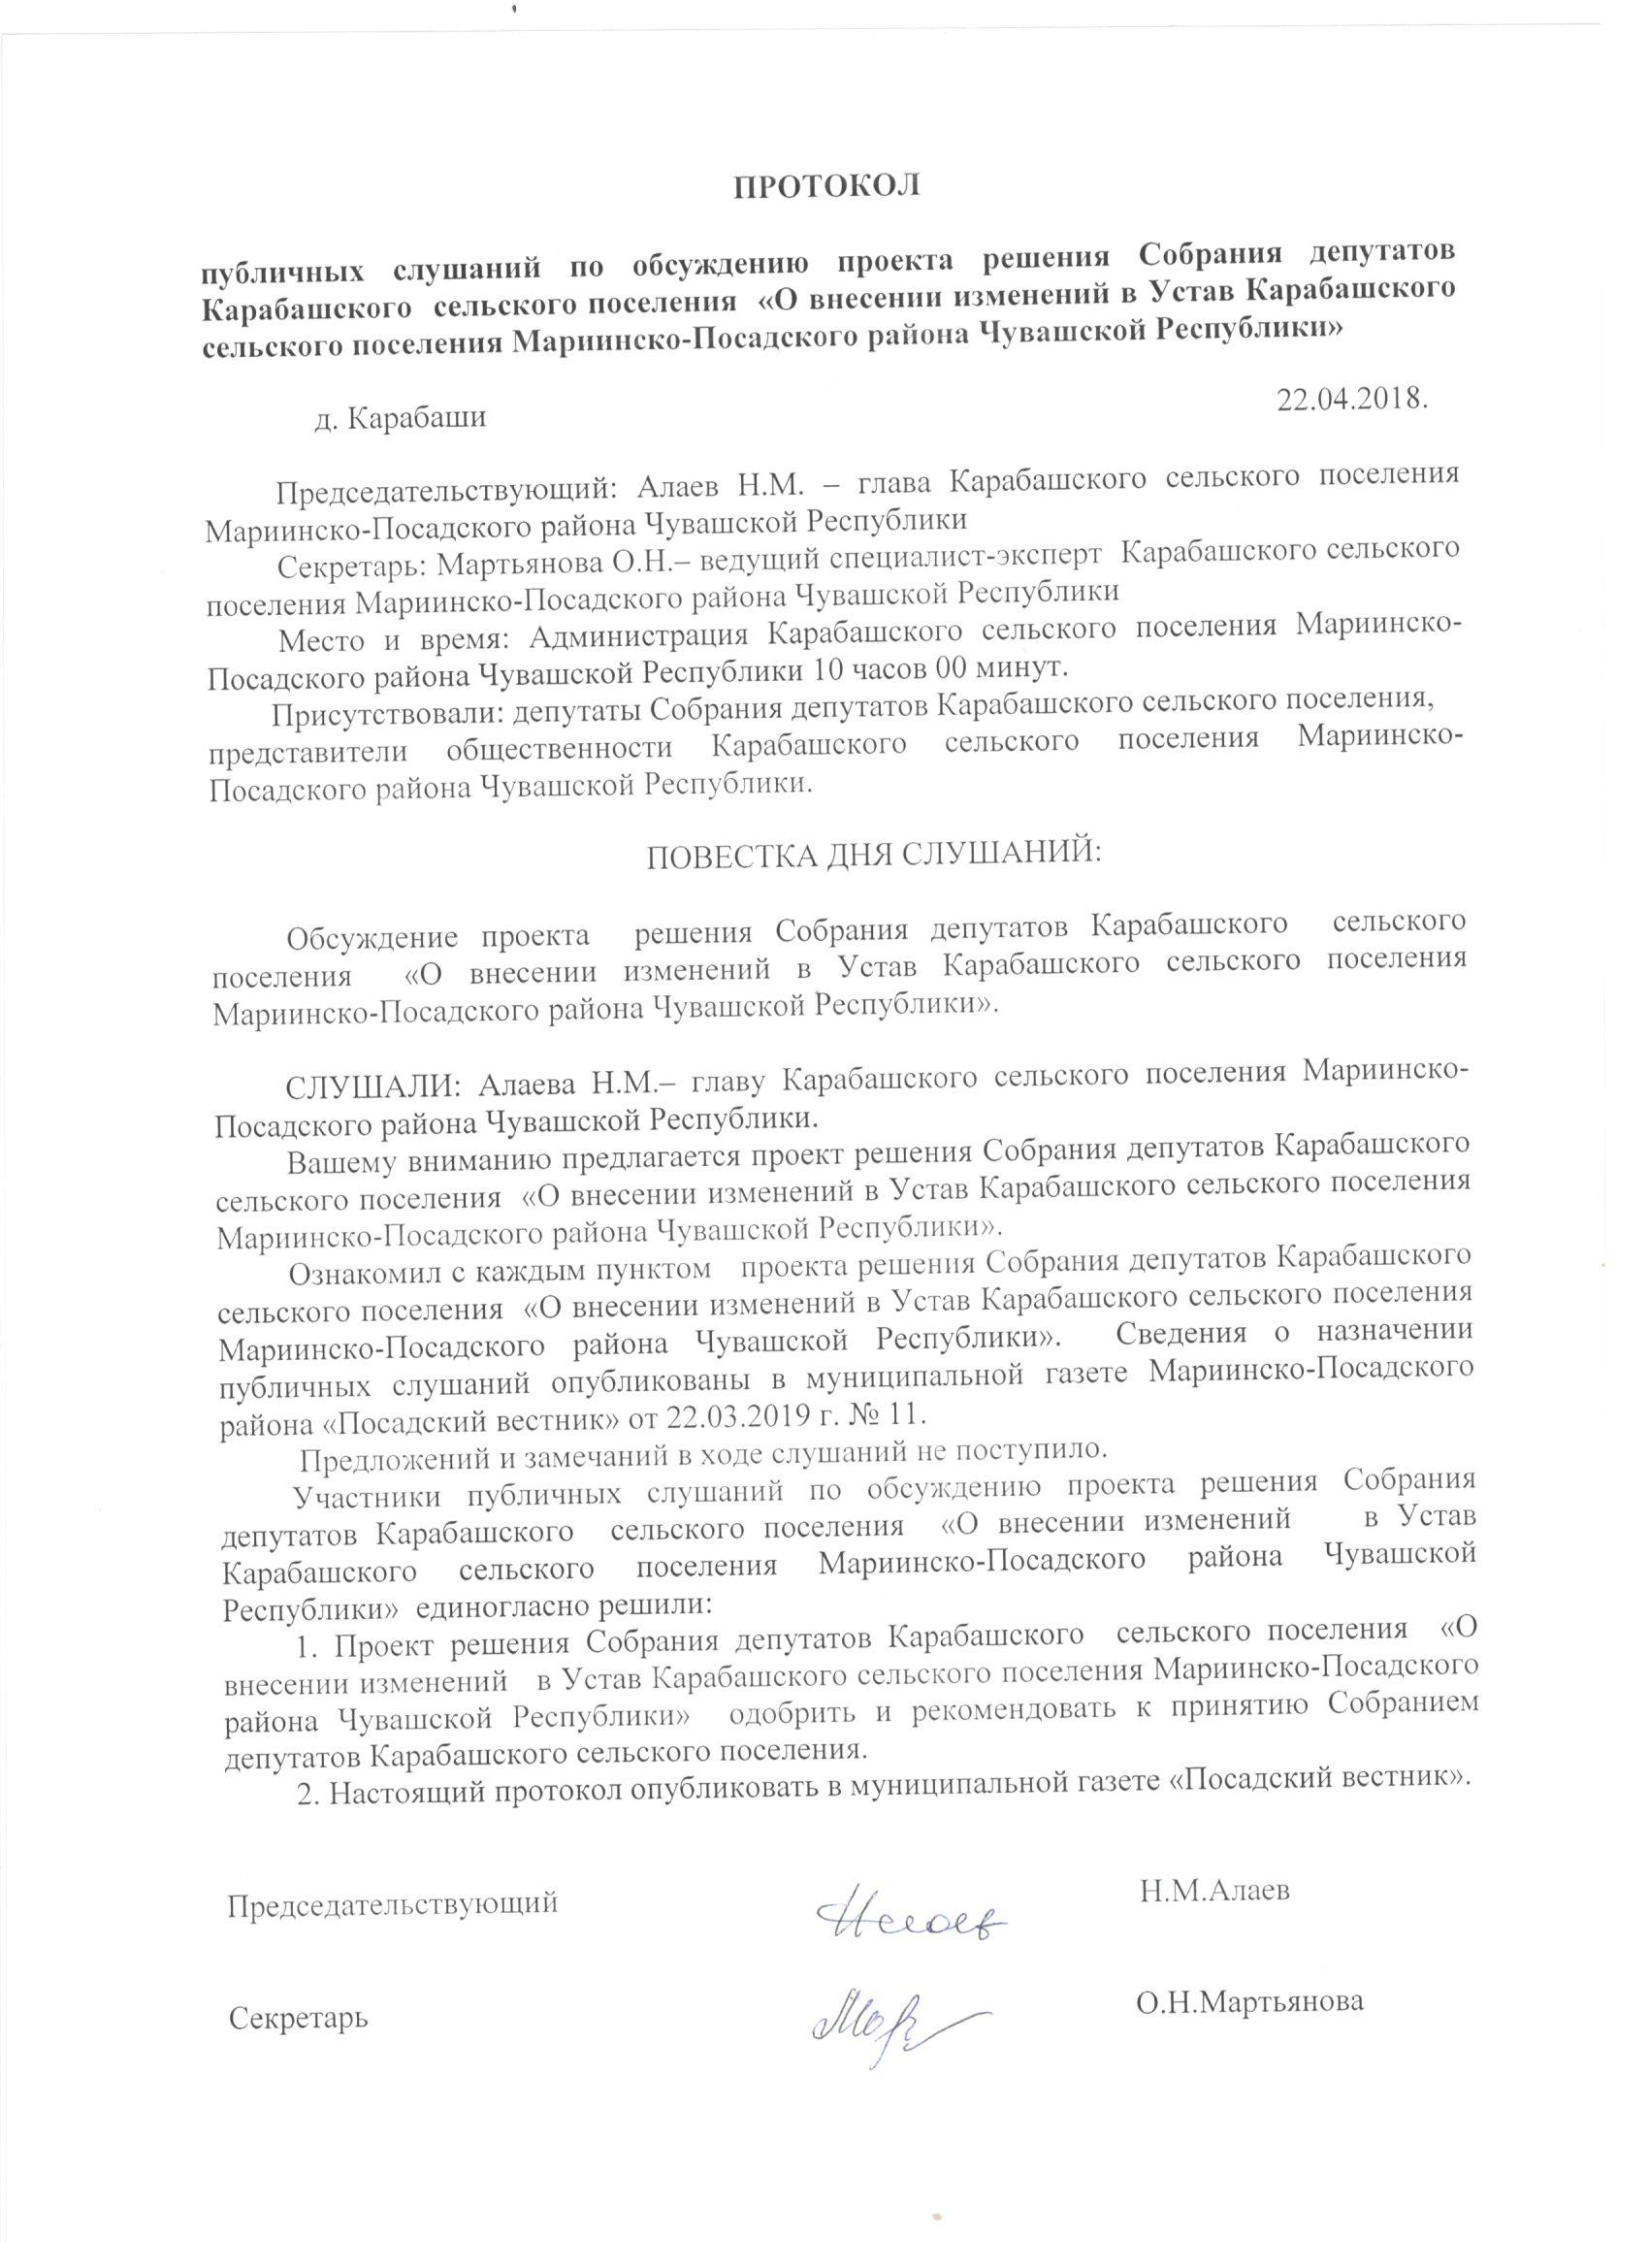 ПРОТОКОЛ
публичных слушаний по обсуждению проекта решения Собрания депутатов
Карабашского сельского поселения «О внесении изменений в Устав Карабашского
сельского поселения Мариинско-Посадского района Чувашской Республики»
д. Карабаши 22.04.2018.
Председательствующий: Алаев Н.М. – глава Карабашского сельского поселения
Мариинско-Посадского района Чувашской Республики
Секретарь: Мартьянова О.Н.– ведущий специалист-эксперт Карабашского сельского
поселения Мариинско-Посадского района Чувашской Республики
Место и время: Администрация Карабашского сельского поселения Мариинско-
Посадского района Чувашской Республики 10 часов 00 минут.
Присутствовали: депутаты Собрания депутатов Карабашского сельского поселения,
представители общественности Карабашского сельского поселения Мариинско-
Посадского района Чувашской Республики.
ПОВЕСТКА ДНЯ СЛУШАНИЙ:
Обсуждение проекта решения Собрания депутатов Карабашского сельского
поселения «О внесении изменений в Устав Карабашского сельского поселения
Мариинско-Посадского района Чувашской Республики».
СЛУШАЛИ: Алаева Н.М.– главу Карабашского сельского поселения Мариинско-
Посадского района Чувашской Республики.
Вашему вниманию предлагается проект решения Собрания депутатов Карабашского
сельского поселения «О внесении изменений в Устав Карабашского сельского поселения
Мариинско-Посадского района Чувашской Республики».
Ознакомил с каждым пунктом проекта решения Собрания депутатов Карабашского
сельского поселения «О внесении изменений в Устав Карабашского сельского поселения
Мариинско-Посадского района Чувашской Республики». Сведения о назначении
публичных слушаний опубликованы в муниципальной газете Мариинско-Посадского
района «Посадский вестник» от 22.03.2019 г. № 11.
Предложений и замечаний в ходе слушаний не поступило.
Участники публичных слушаний по обсуждению проекта решения Собрания
депутатов Карабашского сельского поселения «О внесении изменений в Устав
Карабашского сельского поселения Мариинско-Посадского района Чувашской
Республики» единогласно решили:
1. Проект решения Собрания депутатов Карабашского сельского поселения «О
внесении изменений в Устав Карабашского сельского поселения Мариинско-Посадского
района Чувашской Республики» одобрить и рекомендовать к принятию Собранием
депутатов Карабашского сельского поселения.
2. Настоящий протокол опубликовать в муниципальной газете «Посадский вестник».
Председательствующий Н.М.Алаев
Секретарь О.Н.Мартьянова